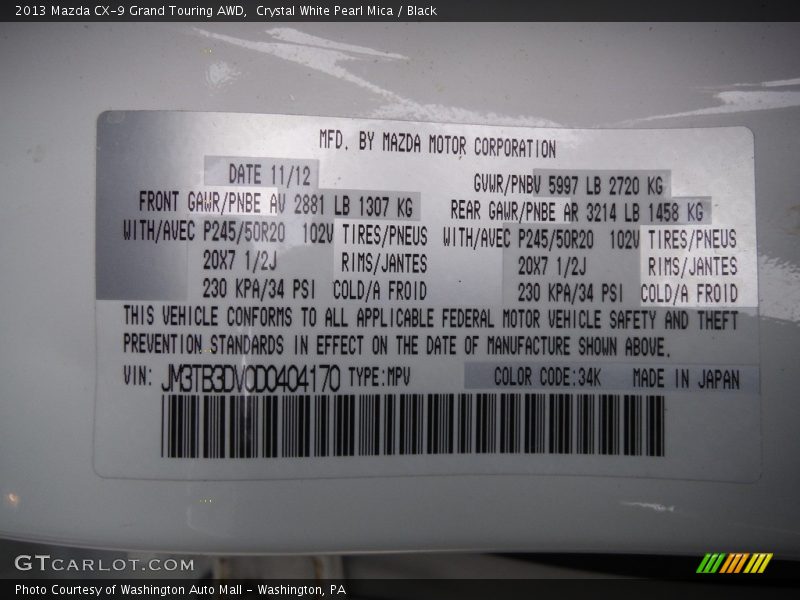 2013 Mazda CX-9 Grand Touring AWD,  Crystal White Pearl Mica / Black
MFD. BY MAZDA MOTOR CORPORATION
DATE 11/12
GVWR/PNBV 5997 LB 2720 KG
FRONT GAWR/PNBE AV 2881 LB 1307 KG
REAR GAWR/PNBE AR 3214 LB 1458 KG
WITH/AVEC P245/50R20 102V TIRES/PNEUS
WITH/AVEC P245/50R20 102V TIRES/PNEUS
20X7 1/2J RIMS/JANTES
20X7 1/2J RIMS/JANTES
230 KPA/34 PSI COLD/A FROID
230 KPA/34 PSI COLD/A FROID
THIS VEHICLE CONFORMS TO ALL APPLICABLE FEDERAL MOTOR VEHICLE SAFETY AND THEFT
PREVENTION STANDARDS IN EFFECT ON THE DATE OF MANUFACTURE SHOWN ABOVE.
VIN: JM3TB3DV0D0404170 TYPE:MPV COLOR CODE:34K MADE IN JAPAN
GTCARLOT.COM
Photo Courtesy of Washington Auto Mall - Washington, PA